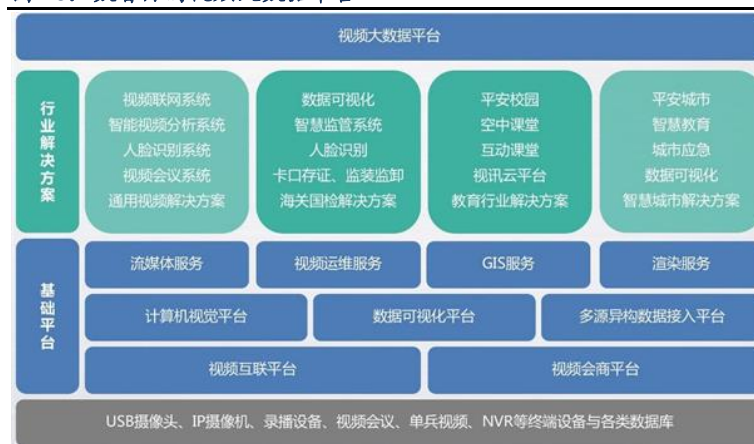 视频大数据平台
行业解决方案
视频联网系统
智能视频分析系统
人脸识别系统
视频会议系统
通用视频解决方案
数据可视化
智慧监管系统
人脸识别
卡口存证、监装监卸
海关国检解决方案
平安校园
空中课堂
互动课堂
视讯云平台
教育行业解决方案
平安城市
智慧教育
城市应急
数据可视化
智慧城市解决方案
基础平台
流媒体服务
视频运维服务
GIS服务
渲染服务
计算机视觉平台
数据可视化平台
多源异构数据接入平台
视频互联平台
视频会商平台
USB摄像头、IP摄像机、录播设备、视频会议、单兵视频、NVR等终端设备与各类数据库